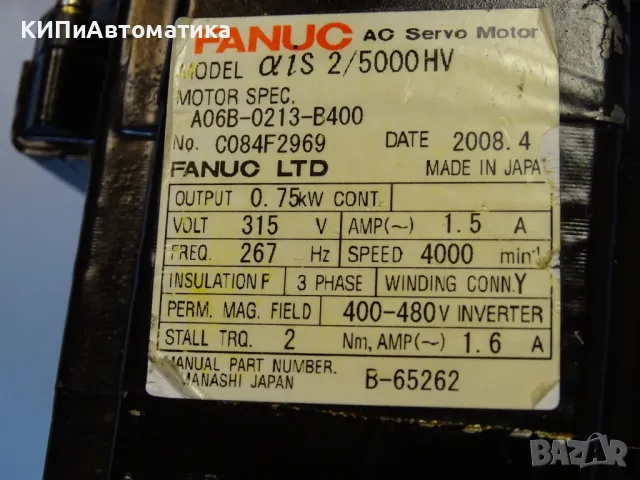 КИПиАвтоматика
FANUC AC Servo Motor
MODEL αiS 2/5000HV
MOTOR SPEC.
A06B-0213-B400
No. C084F2969 DATE 2008.4
FANUC LTD MADE IN JAPA
OUTPUT 0.75kW CONT.
VOLT 315 V AMP(~) 1.5 A
FREQ. 267 Hz SPEED 4000 min-1
INSULATION F 3 PHASE WINDING CONN. Y
PERM. MAG. FIELD 400-480V INVERTER
STALL TRQ. 2 Nm, AMP(~) 1.6 A
MANUAL PART NUMBER. B-65262
MANASHI JAPAN
BAZAR